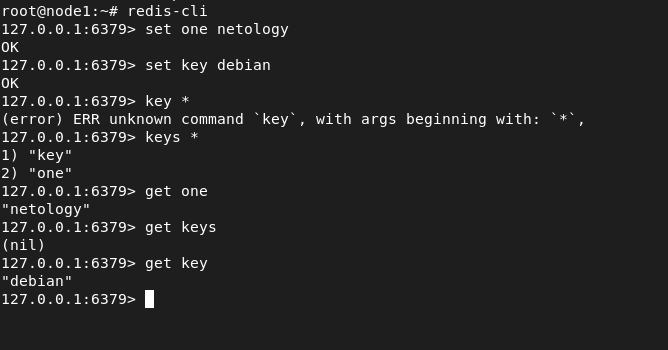 root@node1:~# redis-cli
127.0.0.1:6379> set one netology
OK
127.0.0.1:6379> set key debian
OK
127.0.0.1:6379> key *
(error) ERR unknown command `key`, with args beginning with: `*`,
127.0.0.1:6379> keys *
1) "key"
2) "one"
127.0.0.1:6379> get one
"netology"
127.0.0.1:6379> get keys
(nil)
127.0.0.1:6379> get key
"debian"
127.0.0.1:6379>